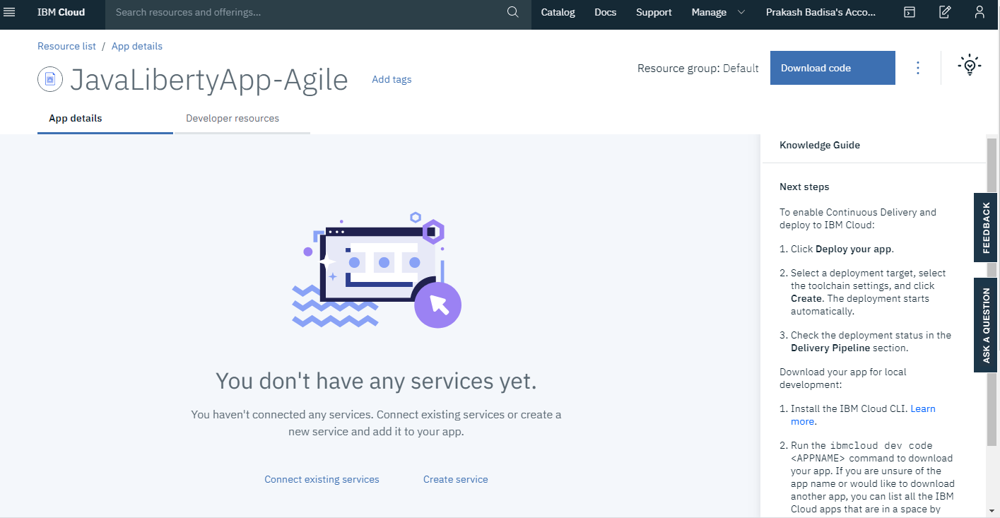 IBM Cloud
Search resources and offerings...
Catalog
Docs
Support
Manage
Prakash Badisa's Acco...
Resource list / App details
JavaLibertyApp-Agile
Add tags
Resource group: Default
Download code
App details
Developer resources
You don't have any services yet.
You haven't connected any services. Connect existing services or create a
new service and add it to your app.
Connect existing services
Create service
Knowledge Guide
Next steps
To enable Continuous Delivery and
deploy to IBM Cloud:
1. Click Deploy your app.
2. Select a deployment target, select
the toolchain settings, and click
Create. The deployment starts
automatically.
3. Check the deployment status in the
Delivery Pipeline section.
Download your app for local
development:
1. Install the IBM Cloud CLI. Learn
more.
2. Run the ibmcloud dev code
<APPNAME> command to download
your app. If you are unsure of the
app name or would like to download
another app, you can list all the IBM
Cloud apps that are in a space by
FEEDBACK
ASK A QUESTION